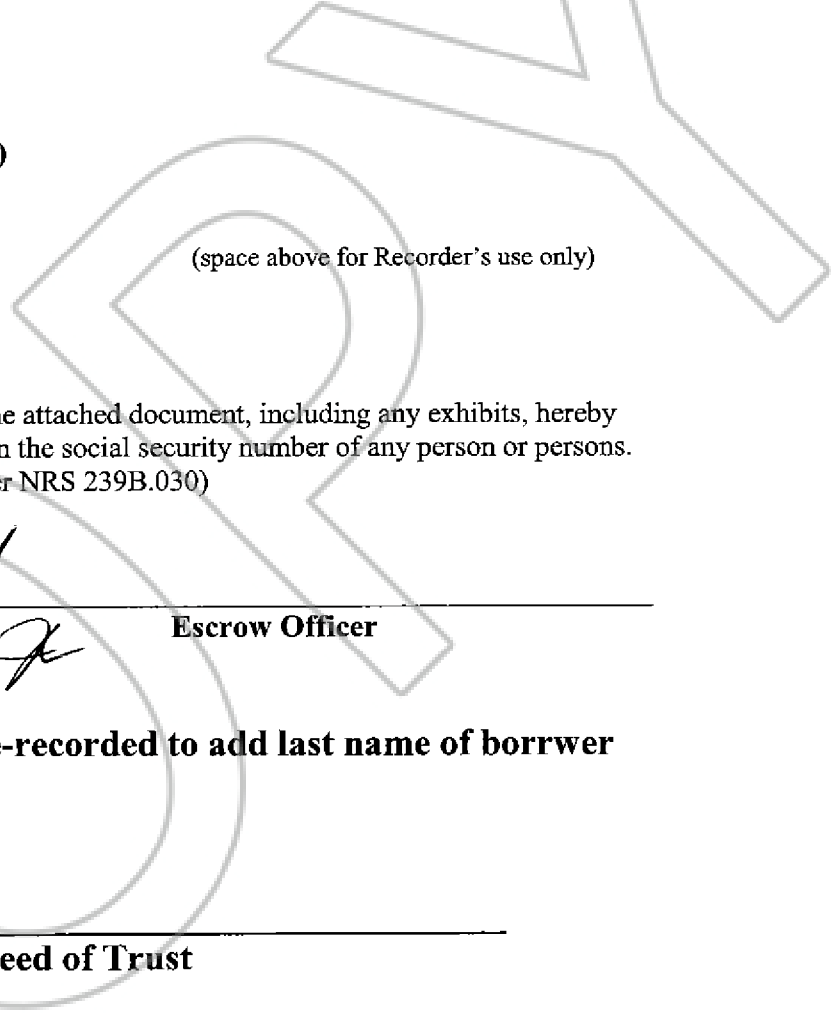 )
(space above for Recorder's use only)
e attached document, including any exhibits, hereby
n the social security number of any person or persons.
r NRS 239B.030)
Escrow Officer
-recorded to add last name of borrwer
eed of Trust
OPY